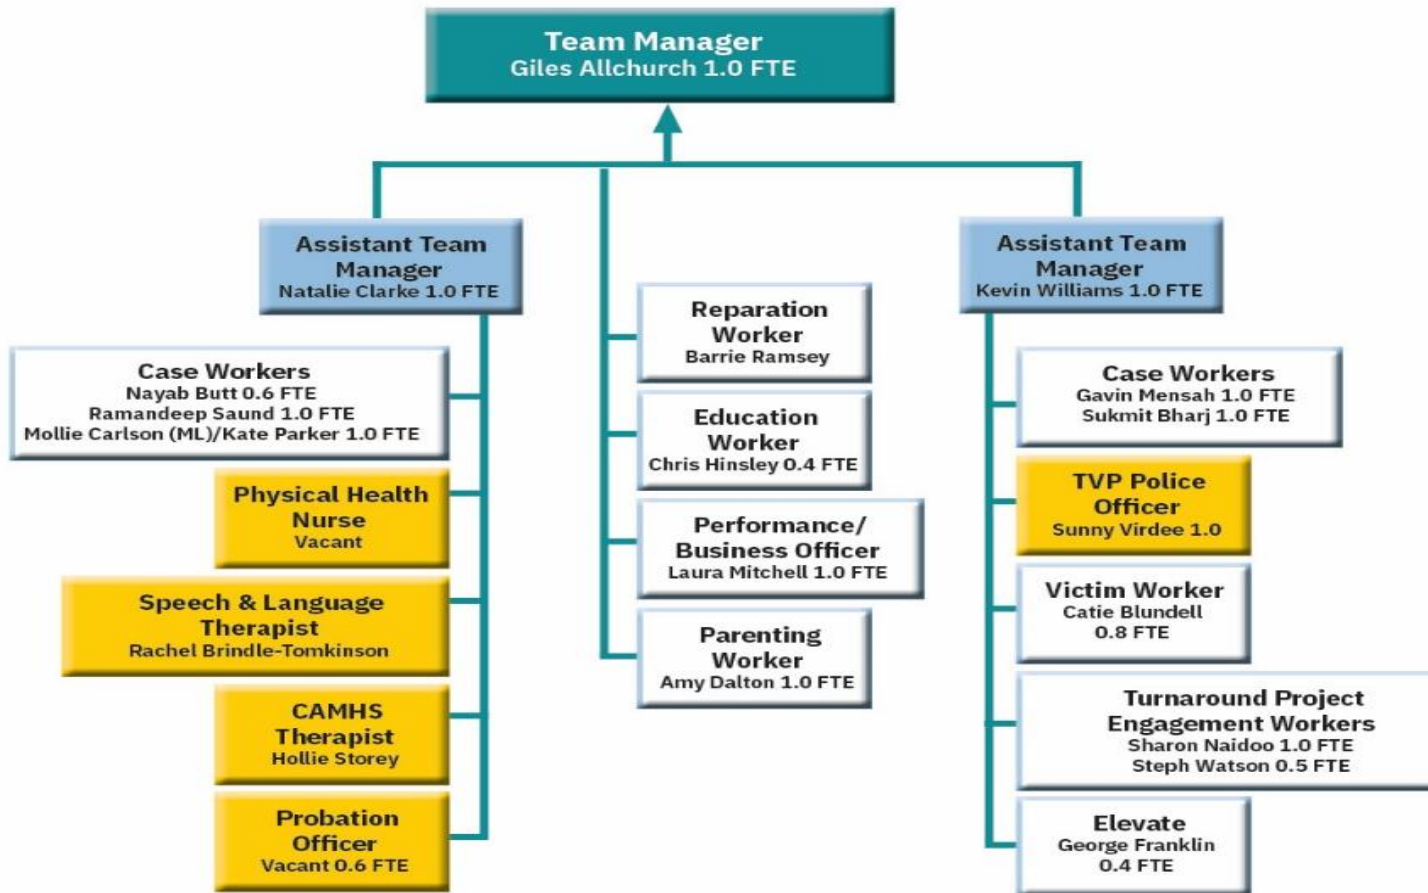 Team Manager
Giles Allchurch 1.0 FTE
Assistant Team
Manager
Natalie Clarke 1.0 FTE
Case Workers
Nayab Butt 0.6 FTE
Ramandeep Saund 1.0 FTE
Mollie Carlson (ML)/Kate Parker 1.0 FTE
Physical Health
Nurse
Vacant
Speech & Language
Therapist
Rachel Brindle-Tomkinson
CAMHS
Therapist
Hollie Storey
Probation
Officer
Vacant 0.6 FTE
Reparation
Worker
Barrie Ramsey
Education
Worker
Chris Hinsley 0.4 FTE
Performance/
Business Officer
Laura Mitchell 1.0 FTE
Parenting
Worker
Amy Dalton 1.0 FTE
Assistant Team
Manager
Kevin Williams 1.0 FTE
Case Workers
Gavin Mensah 1.0 FTE
Sukmit Bharj 1.0 FTE
TVP Police
Officer
Sunny Virdee 1.0
Victim Worker
Catie Blundell
0.8 FTE
Turnaround Project
Engagement Workers
Sharon Naidoo 1.0 FTE
Steph Watson 0.5 FTE
Elevate
George Franklin
0.4 FTE